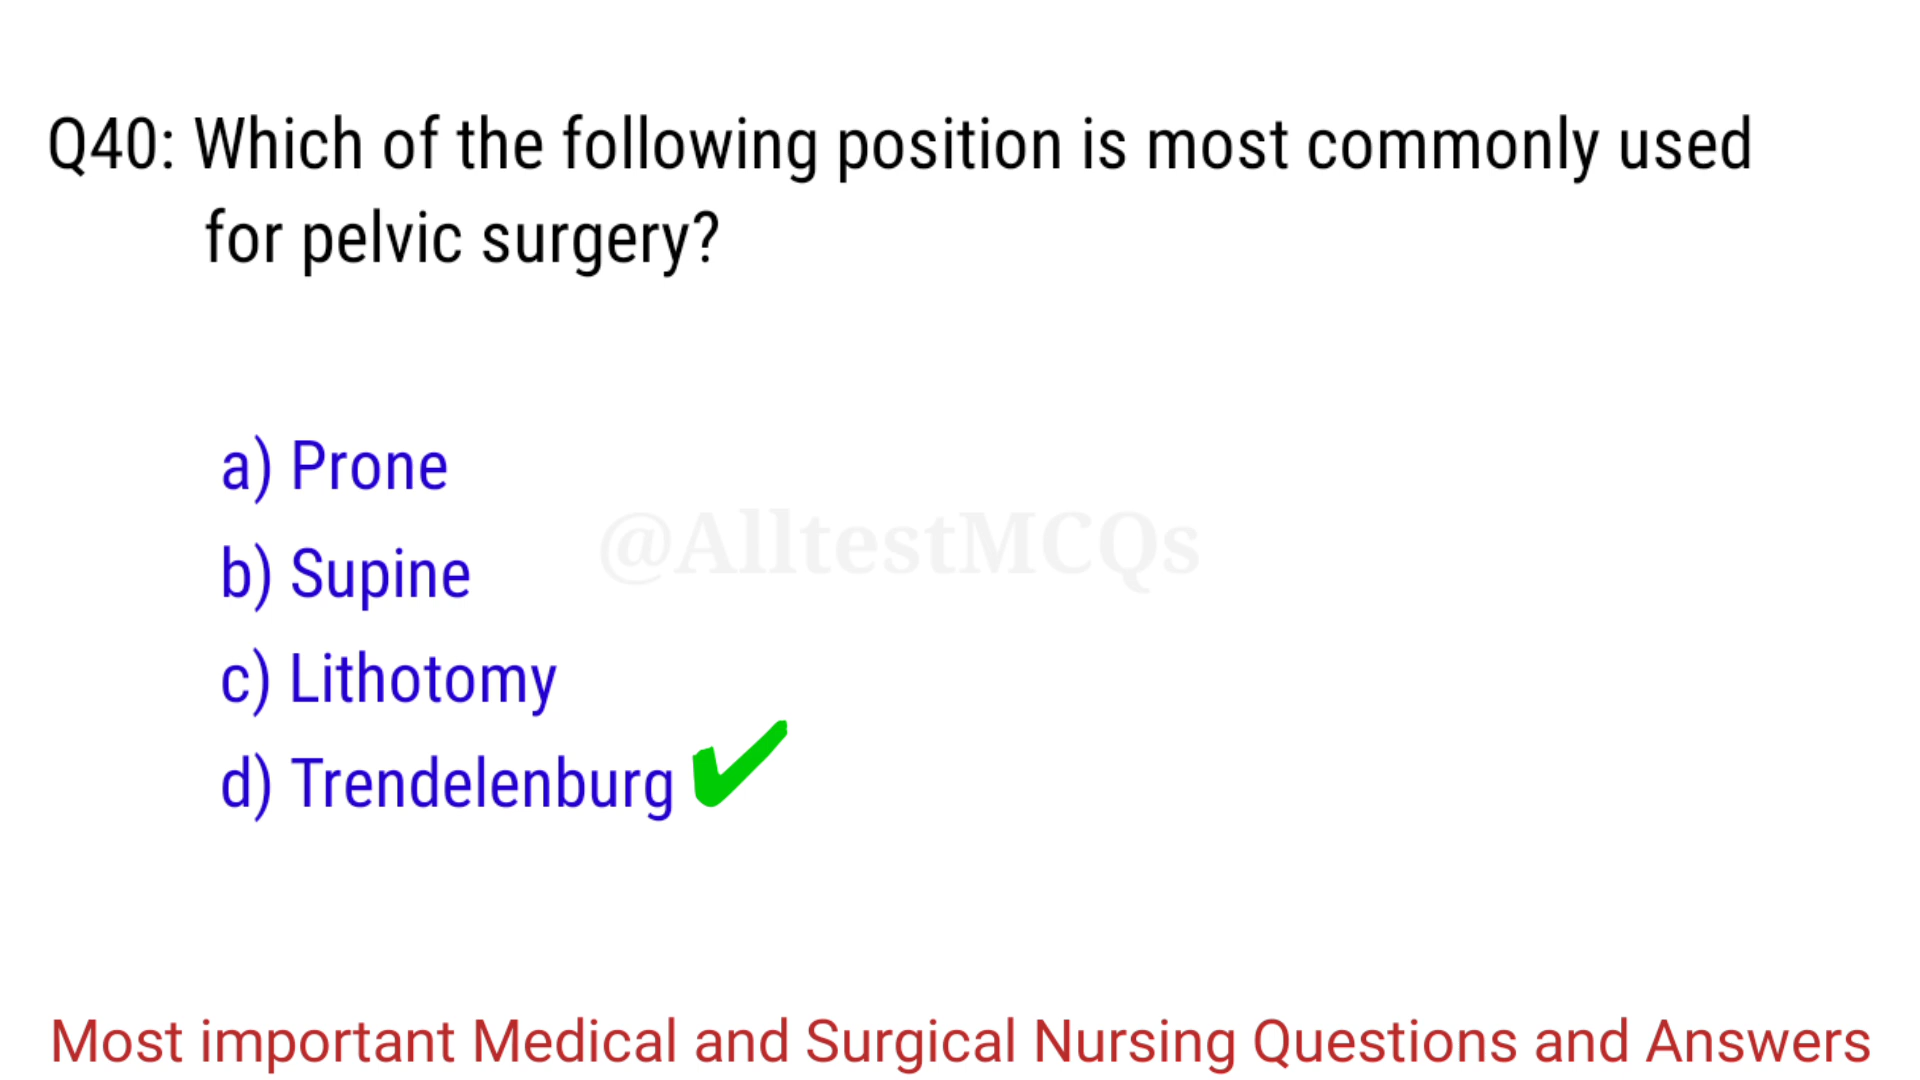 Q40: Which of the following position is most commonly used
for pelvic surgery?
a) Prone
@AlltestMCQs
b) Supine
c) Lithotomy
d) Trendelenburg
Most important Medical and Surgical Nursing Questions and Answers